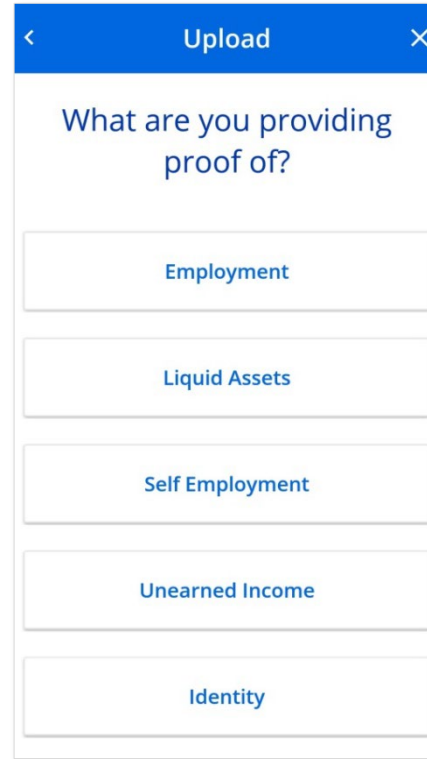 Upload
What are you providing
proof of?
Employment
Liquid Assets
Self Employment
Unearned Income
Identity